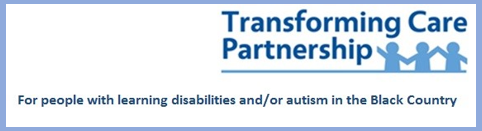 Transforming Care
Partnership
For people with learning disabilities and/or autism in the Black Country